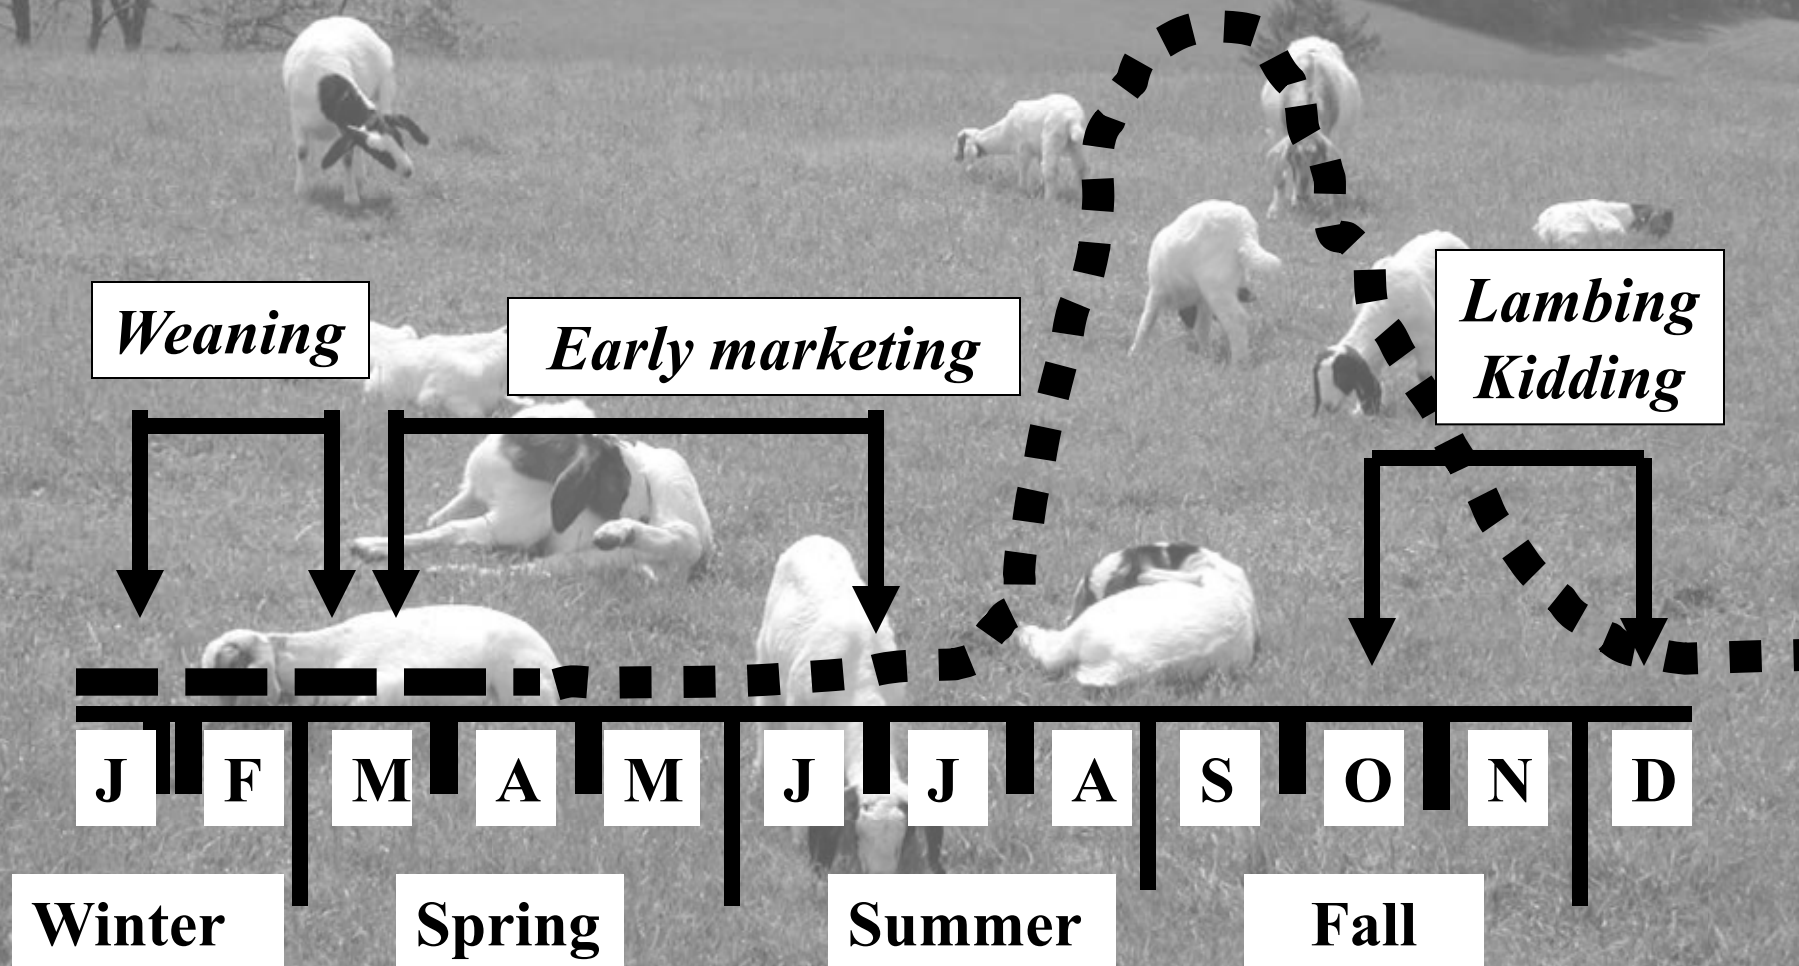 Weaning
Early marketing
Lambing
Kidding
J F M A M J J A S O N D
Winter Spring Summer Fall